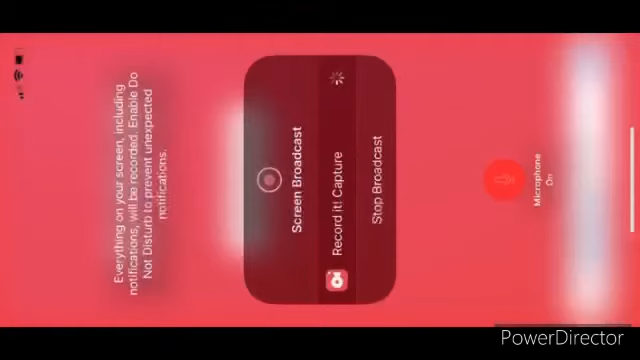 Everything on your screen, including
notifications, will be recorded. Enable Do
Not Disturb to prevent unexpected
notifications.
Screen Broadcast
Record it! Capture
Stop Broadcast
Microphone
On
PowerDirector